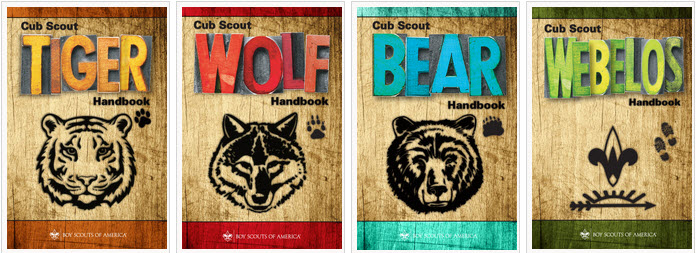 Cub Scout
TIGER
Handbook
BOY SCOUTS OF AMERICA
Cub Scout
WOLF
Handbook
BOY SCOUTS OF AMERICA
Cub Scout
BEAR
Handbook
BOY SCOUTS OF AMERICA
Cub Scout
WEBELOS
Handbook
BOY SCOUTS OF AMERICA